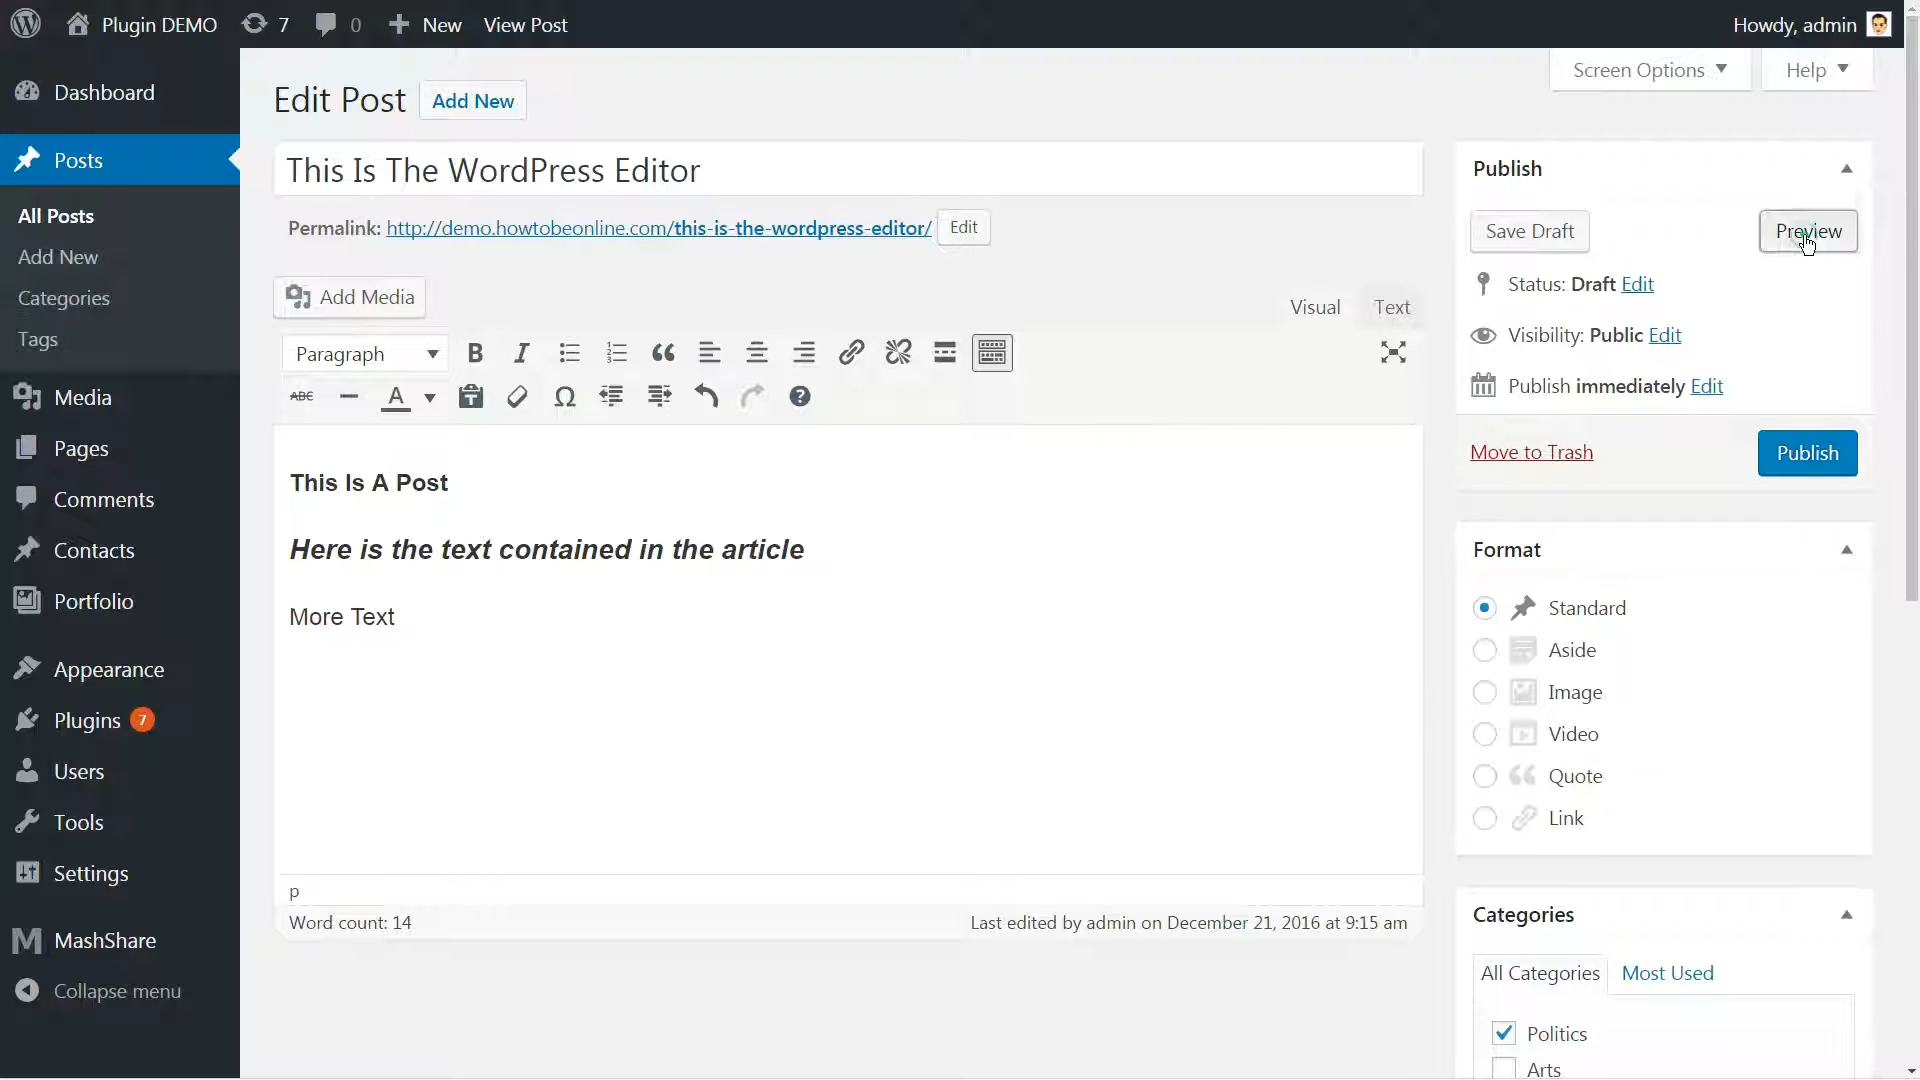 Plugin DEMO 7 0 New View Post Howdy, admin
Screen Options Help
Dashboard
Posts
All Posts
Add New
Categories
Tags
Media
Pages
Comments
Contacts
Portfolio
Appearance
Plugins 7
Users
Tools
Settings
MashShare
Collapse menu
Edit Post Add New
This Is The WordPress Editor
Permalink: http://demo.howtobeonline.com/this-is-the-wordpress-editor/ Edit
Add Media
Visual Text
Paragraph B I
ABC A Ω
This Is A Post
Here is the text contained in the article
More Text
p
Word count: 14 Last edited by admin on December 21, 2016 at 9:15 am
Publish
Save Draft Preview
Status: Draft Edit
Visibility: Public Edit
Publish immediately Edit
Move to Trash Publish
Format
Standard
Aside
Image
Video
Quote
Link
Categories
All Categories Most Used
Politics
Arts